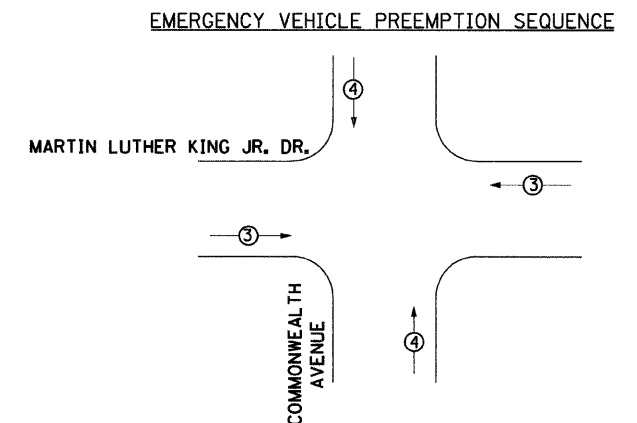 EMERGENCY VEHICLE PREEMPTION SEQUENCE
4
MARTIN LUTHER KING JR. DR.
3
3
COMMONWEALTH
AVENUE
4